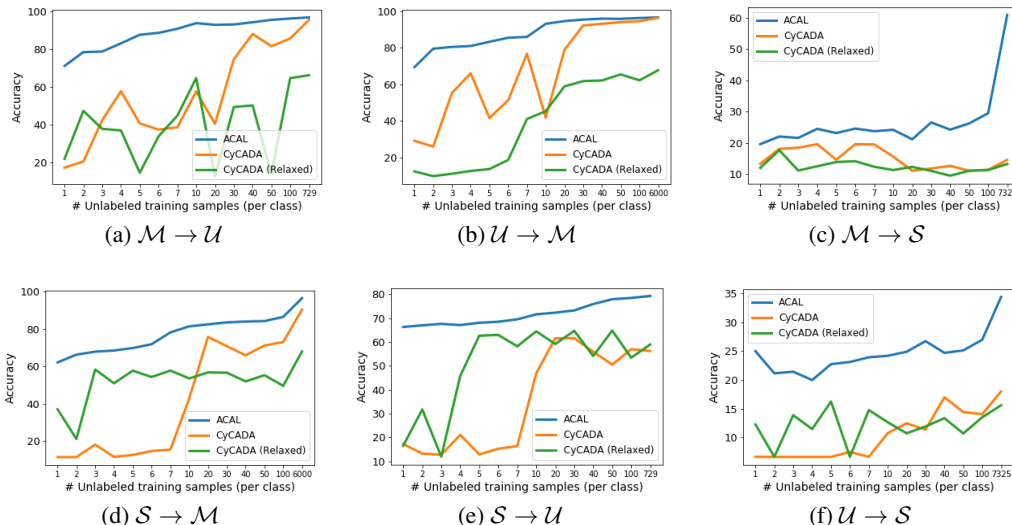 100
80
60
40
20
Accuracy
ACAL
CyCADA
CyCADA (Relaxed)
1 2 3 4 5 6 7 10 20 30 40 50 100 729
# Unlabeled training samples (per class)
(a) M → U
100
80
60
40
20
Accuracy
ACAL
CyCADA
CyCADA (Relaxed)
1 2 3 4 5 6 7 10 20 30 40 50 100 6000
# Unlabeled training samples (per class)
(b) U → M
60
50
40
30
20
10
Accuracy
ACAL
CyCADA
CyCADA (Relaxed)
1 2 3 4 5 6 7 10 20 30 40 50 100 7325
# Unlabeled training samples (per class)
(c) M → S
100
80
60
40
20
Accuracy
ACAL
CyCADA
CyCADA (Relaxed)
1 2 3 4 5 6 7 10 20 30 40 50 100 6000
# Unlabeled training samples (per class)
(d) S → M
80
70
60
50
40
30
20
10
Accuracy
ACAL
CyCADA
CyCADA (Relaxed)
1 2 3 4 5 6 7 10 20 30 40 50 100 729
# Unlabeled training samples (per class)
(e) S → U
35
30
25
20
15
10
Accuracy
ACAL
CyCADA
CyCADA (Relaxed)
1 2 3 4 5 6 7 10 20 30 40 50 100 7325
# Unlabeled training samples (per class)
(f) U → S